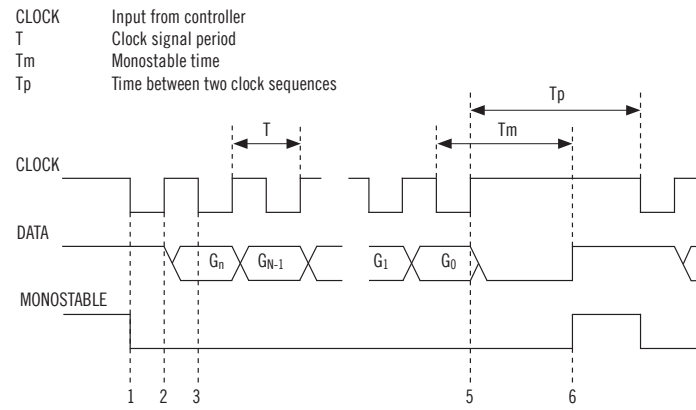 CLOCK Input from controller
T Clock signal period
Tm Monostable time
Tp Time between two clock sequences
Tp
T Tm
CLOCK
DATA
Gn GN-1 G1 G0
MONOSTABLE
1 2 3 5 6